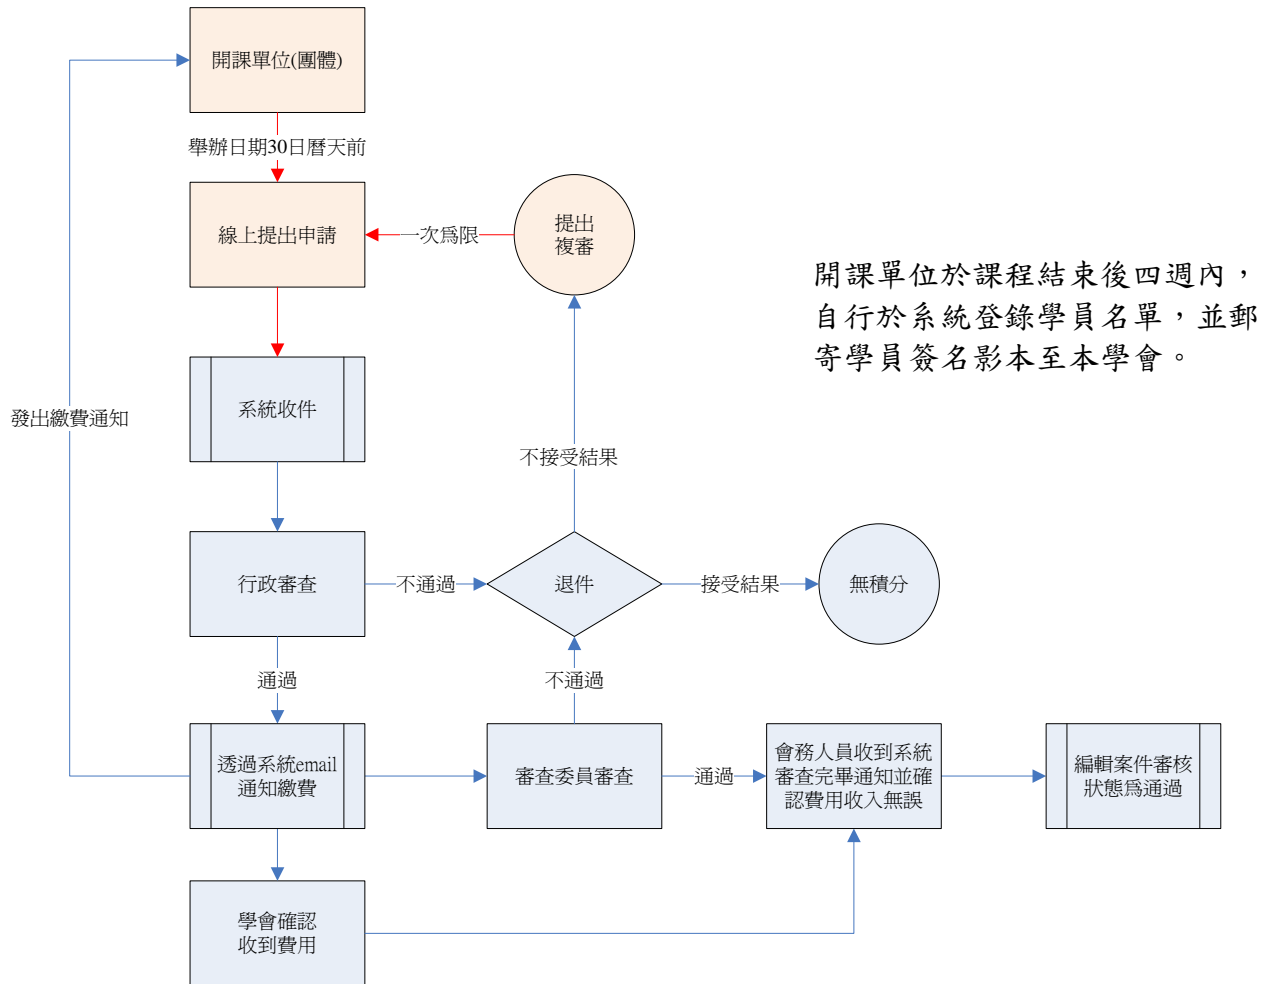 開課單位(團體)
舉辦日期30日曆天前
線上提出申請
一次為限
提出
複審
開課單位於課程結束後四週內，
自行於系統登錄學員名單，並郵
寄學員簽名影本至本學會。
系統收件
發出繳費通知
不接受結果
行政審查
不通過
退件
接受結果
無積分
通過
不通過
透過系統email
通知繳費
審查委員審查
通過
會務人員收到系統
審查完畢通知並確
認費用收入無誤
編輯案件審核
狀態為通過
學會確認
收到費用